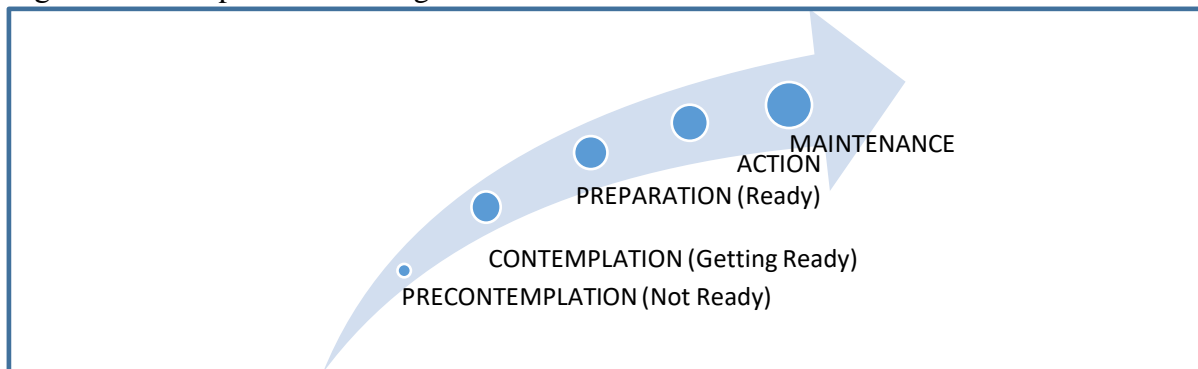 MAINTENANCE
ACTION
PREPARATION (Ready)
CONTEMPLATION (Getting Ready)
PRECONTEMPLATION (Not Ready)